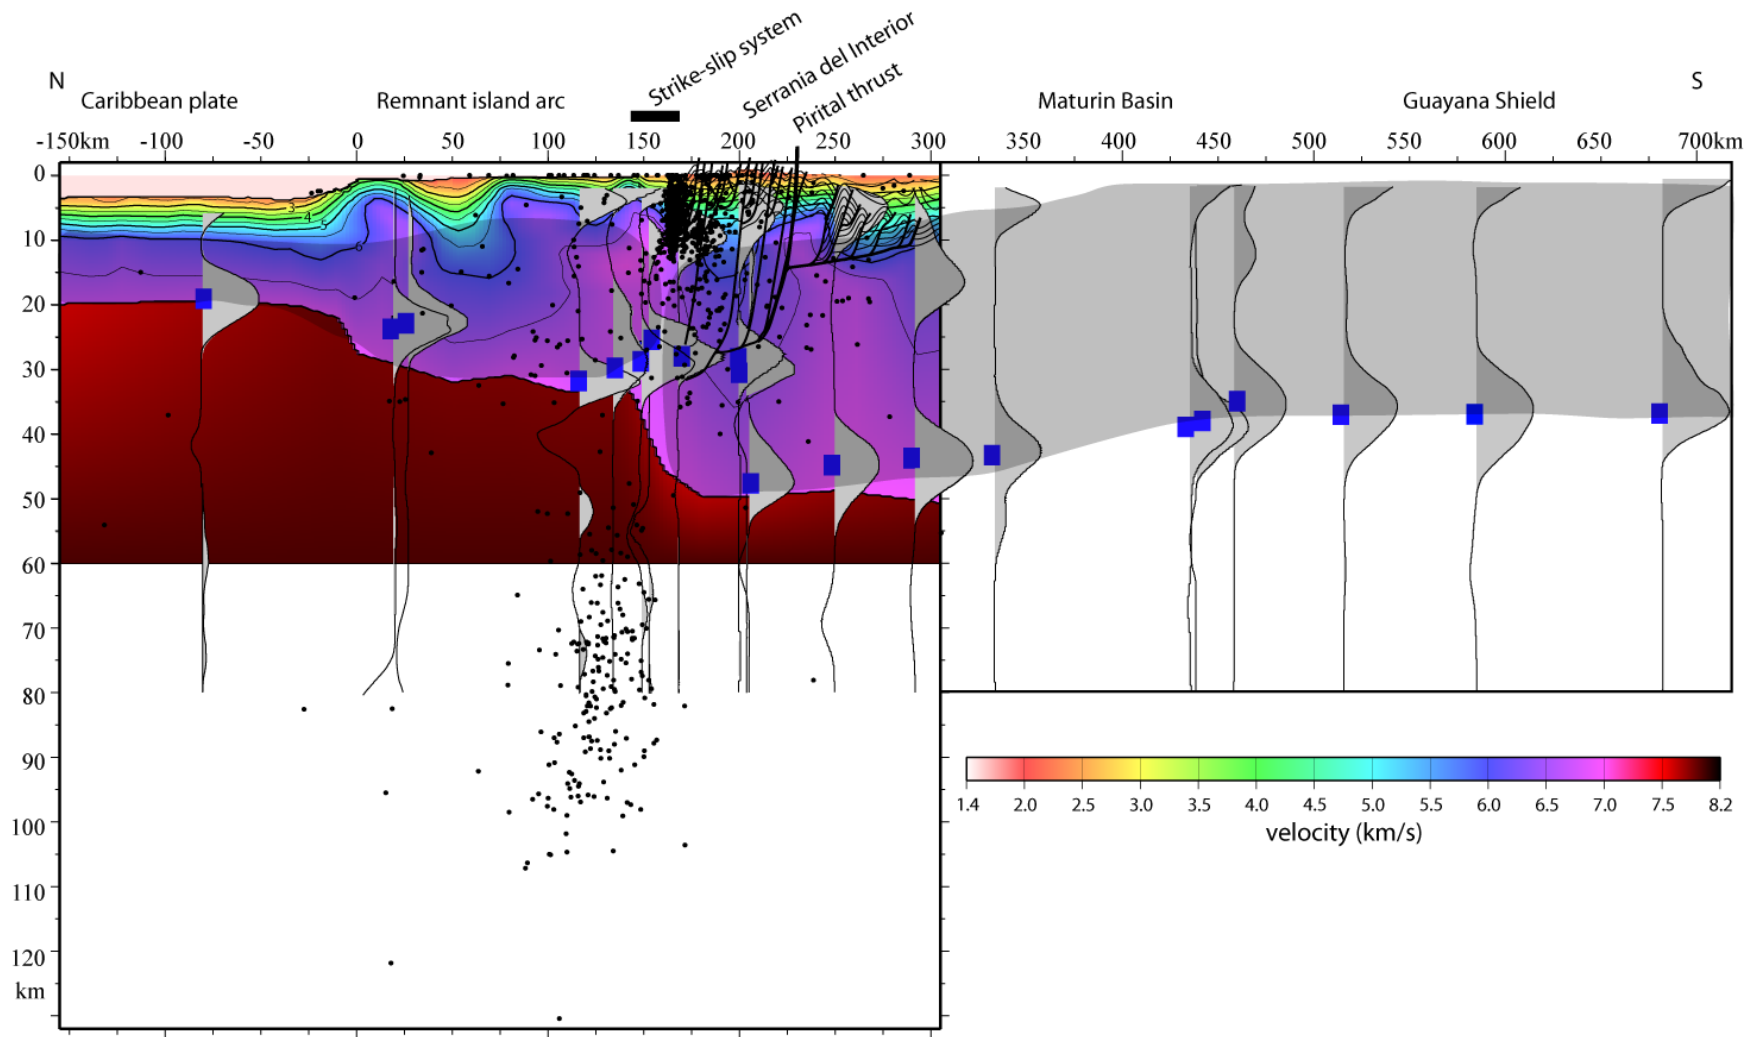 Strike-slip system
Serrania del Interior
Pirital thrust
N
S
Caribbean plate
Remnant island arc
Maturin Basin
Guayana Shield
-150km -100 -50 0 50 100 150 200 250 300 350 400 450 500 550 600 650 700km
0
10
20
30
40
50
60
70
80
90
100
110
120
km
3
4
5
6
1.4 2.0 2.5 3.0 3.5 4.0 4.5 5.0 5.5 6.0 6.5 7.0 7.5 8.2
velocity (km/s)